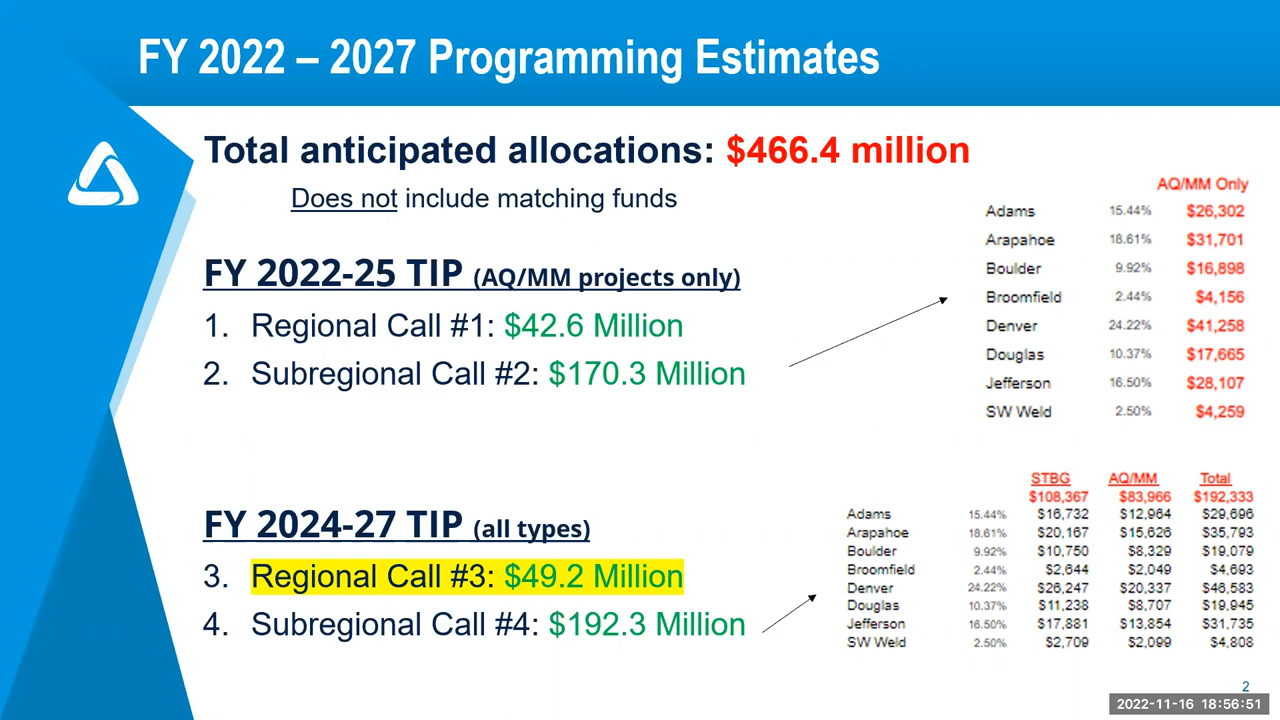 FY 2022 – 2027 Programming Estimates
Total anticipated allocations: $466.4 million
Does not include matching funds
FY 2022-25 TIP (AQ/MM projects only)
1. Regional Call #1: $42.6 Million
2. Subregional Call #2: $170.3 Million
AQ/MM Only
Adams 15.44% $26,302
Arapahoe 18.61% $31,701
Boulder 9.92% $16,898
Broomfield 2.44% $4,156
Denver 24.22% $41,258
Douglas 10.37% $17,665
Jefferson 16.50% $28,107
SW Weld 2.50% $4,259
FY 2024-27 TIP (all types)
3. Regional Call #3: $49.2 Million
4. Subregional Call #4: $192.3 Million
STBG AQ/MM Total
$108,367 $83,966 $192,333
Adams 15.44% $16,732 $12,964 $29,696
Arapahoe 18.61% $20,167 $15,626 $35,793
Boulder 9.92% $10,750 $8,329 $19,079
Broomfield 2.44% $2,644 $2,049 $4,693
Denver 24.22% $26,247 $20,337 $46,583
Douglas 10.37% $11,238 $8,707 $19,945
Jefferson 16.50% $17,881 $13,854 $31,735
SW Weld 2.50% $2,709 $2,099 $4,808
2
2022-11-16 18:56:51